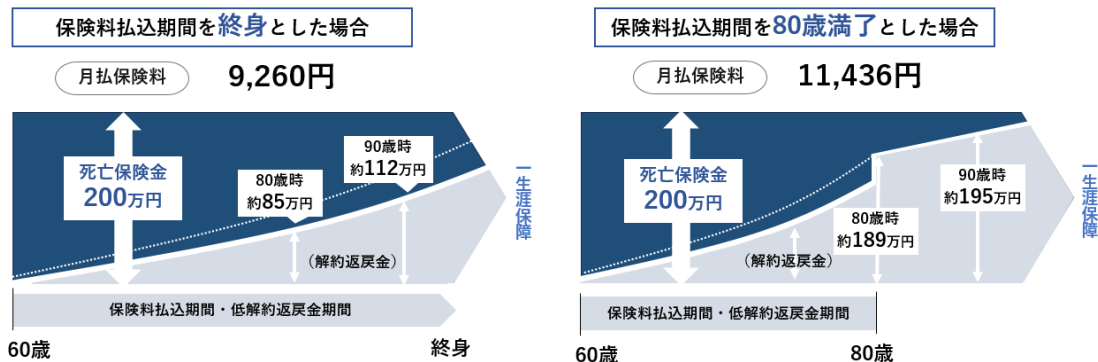 保険料払込期間を終身とした場合
月払保険料
9,260円
死亡保険金
200万円
80歳時
約85万円
90歳時
約112万円
（解約返戻金）
一生涯保障
保険料払込期間・低解約返戻金期間
60歳
終身
保険料払込期間を80歳満了とした場合
月払保険料
11,436円
死亡保険金
200万円
80歳時
約189万円
90歳時
約195万円
（解約返戻金）
一生涯保障
保険料払込期間・低解約返戻金期間
60歳
80歳